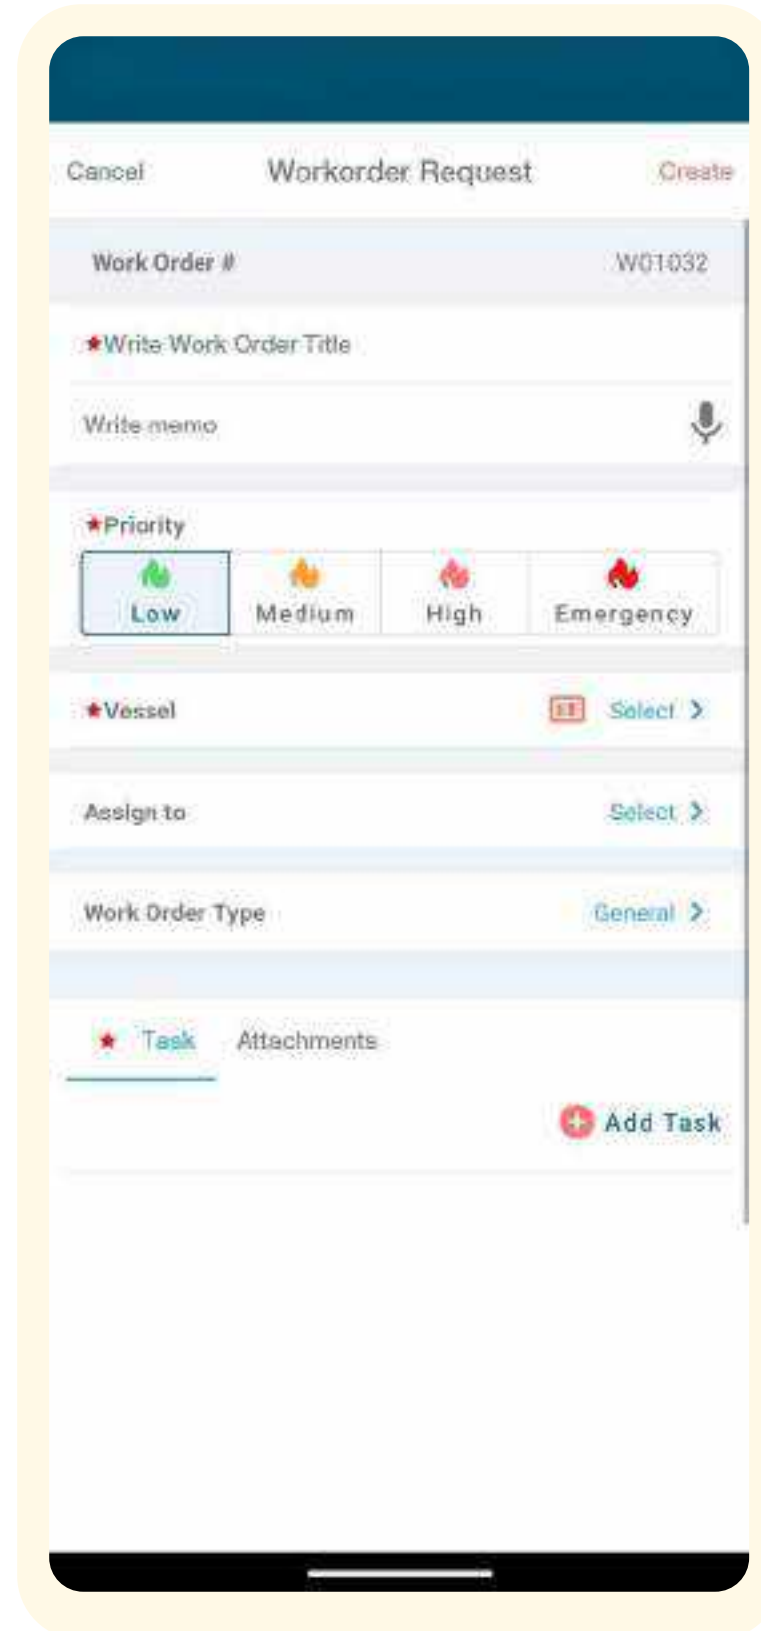 Cancel Workorder Request Create
Work Order # W01032
★Write Work Order Title
Write memo
★Priority
Low Medium High Emergency
★Vessel Select >
Assign to Select >
Work Order Type General >
★ Task Attachments
Add Task